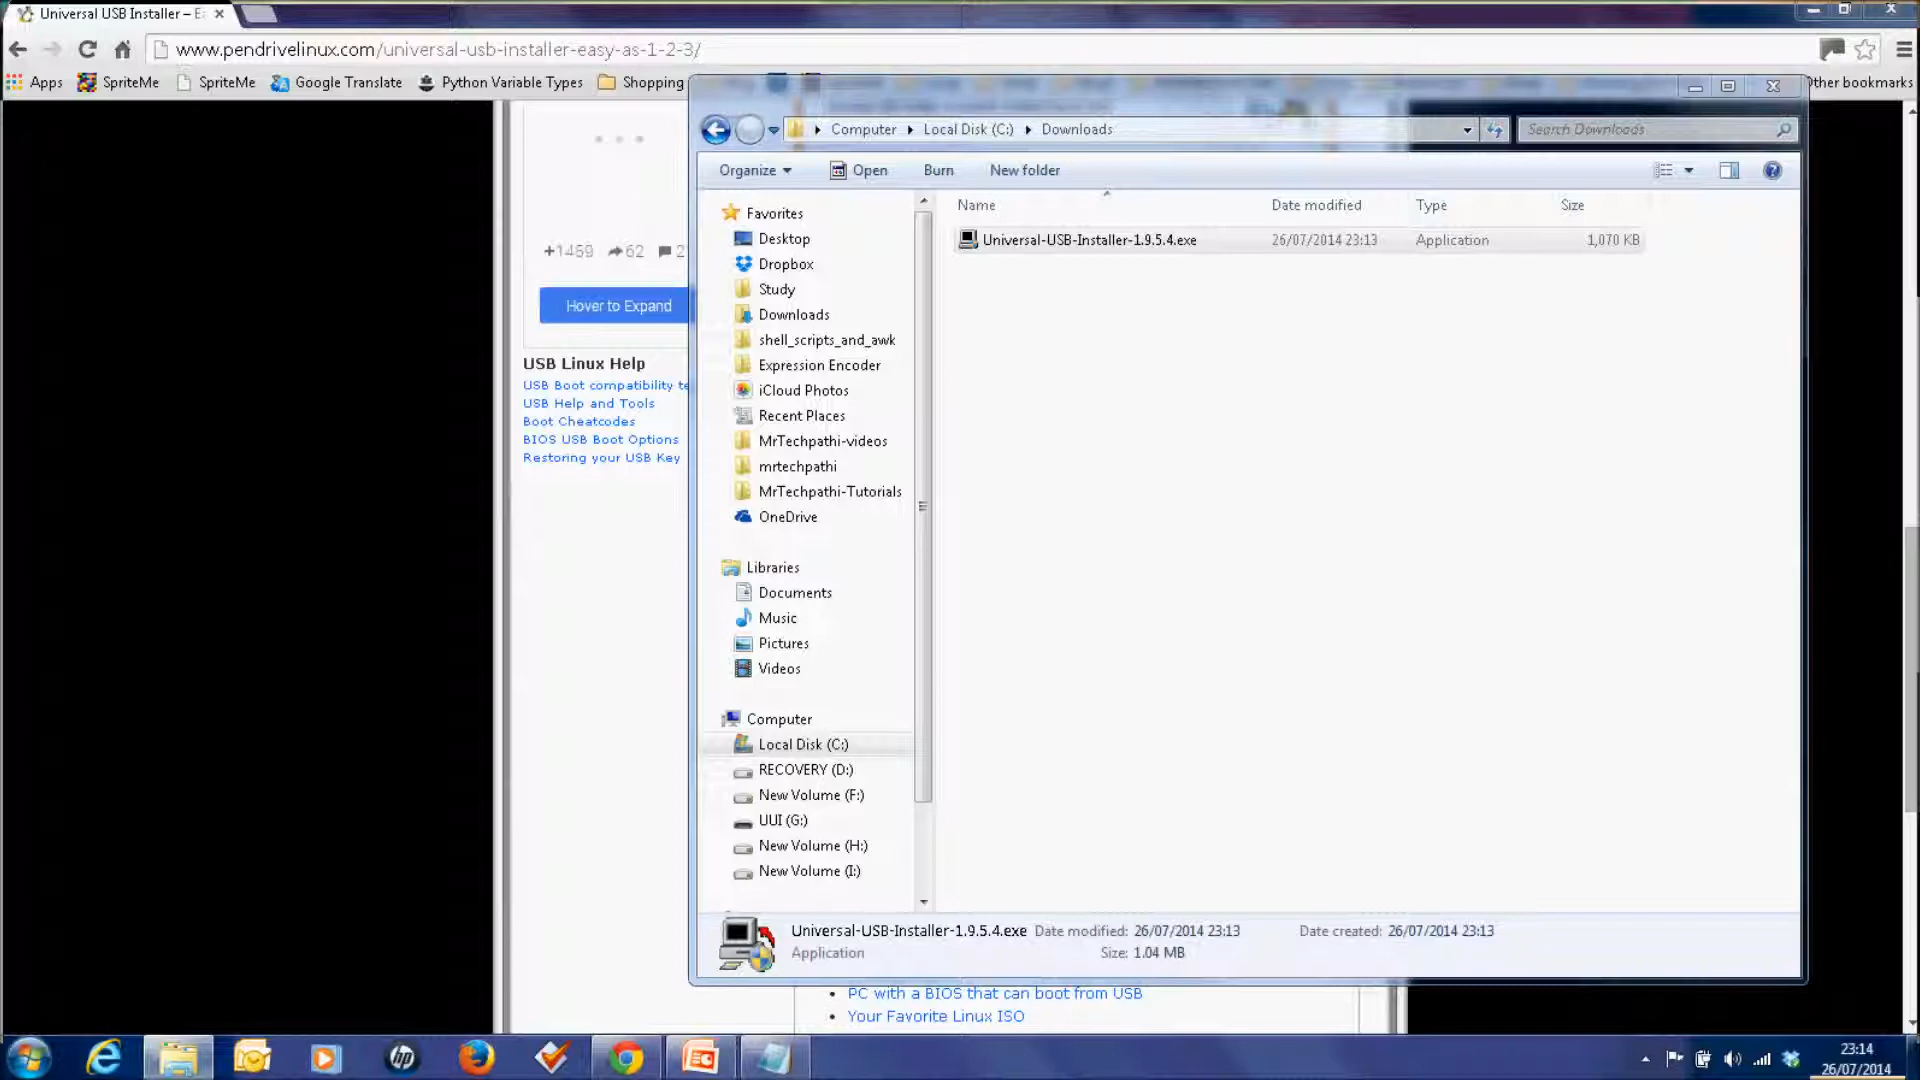 Universal USB Installer – E
www.pendrivelinux.com/universal-usb-installer-easy-as-1-2-3/
Apps SpriteMe SpriteMe Google Translate Python Variable Types Shopping Other bookmarks
Computer Local Disk (C:) Downloads Search Downloads
Organize Open Burn New folder
Name Date modified Type Size
Universal-USB-Installer-1.9.5.4.exe 26/07/2014 23:13 Application 1,070 KB
+1469 62 2
Hover to Expand
USB Linux Help
USB Boot compatibility te
USB Help and Tools
Boot Cheatcodes
BIOS USB Boot Options
Restoring your USB Key
Favorites
Desktop
Dropbox
Study
Downloads
shell_scripts_and_awk
Expression Encoder
iCloud Photos
Recent Places
MrTechpathi-videos
mrtechpathi
MrTechpathi-Tutorials
OneDrive
Libraries
Documents
Music
Pictures
Videos
Computer
Local Disk (C:)
RECOVERY (D:)
New Volume (F:)
UUI (G:)
New Volume (H:)
New Volume (I:)
Universal-USB-Installer-1.9.5.4.exe Date modified: 26/07/2014 23:13 Date created: 26/07/2014 23:13
Application Size: 1.04 MB
PC with a BIOS that can boot from USB
Your Favorite Linux ISO
23:14
26/07/2014